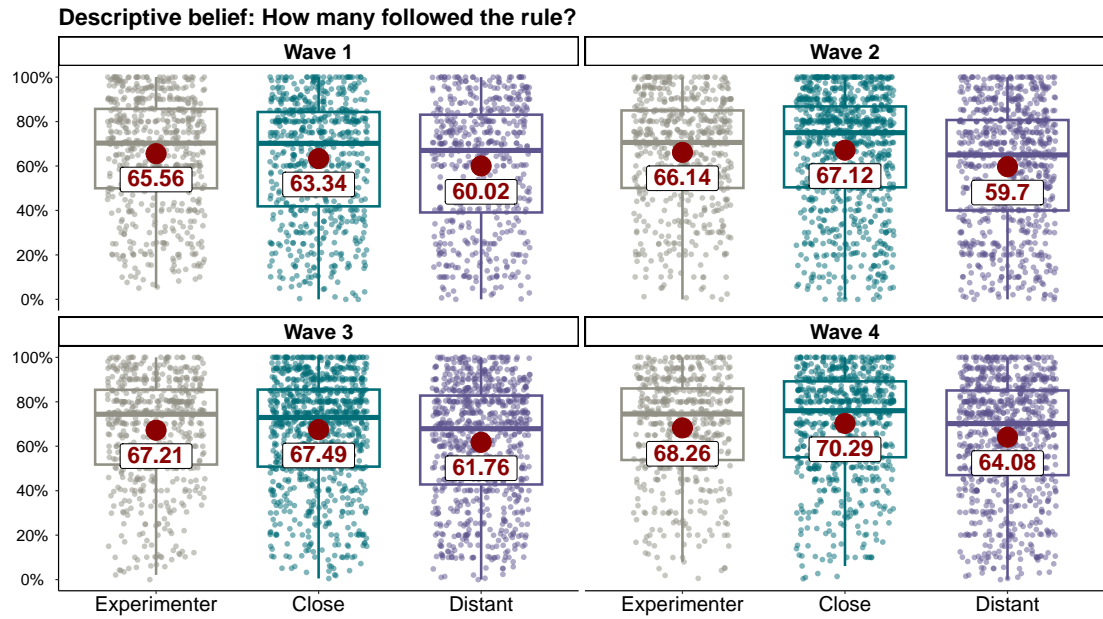 Descriptive belief: How many followed the rule?
Wave 1
Wave 2
100%
80%
60%
40%
20%
0%
65.56
63.34
60.02
66.14
67.12
59.7
Wave 3
Wave 4
100%
80%
60%
40%
20%
0%
67.21
67.49
61.76
68.26
70.29
64.08
Experimenter
Close
Distant
Experimenter
Close
Distant